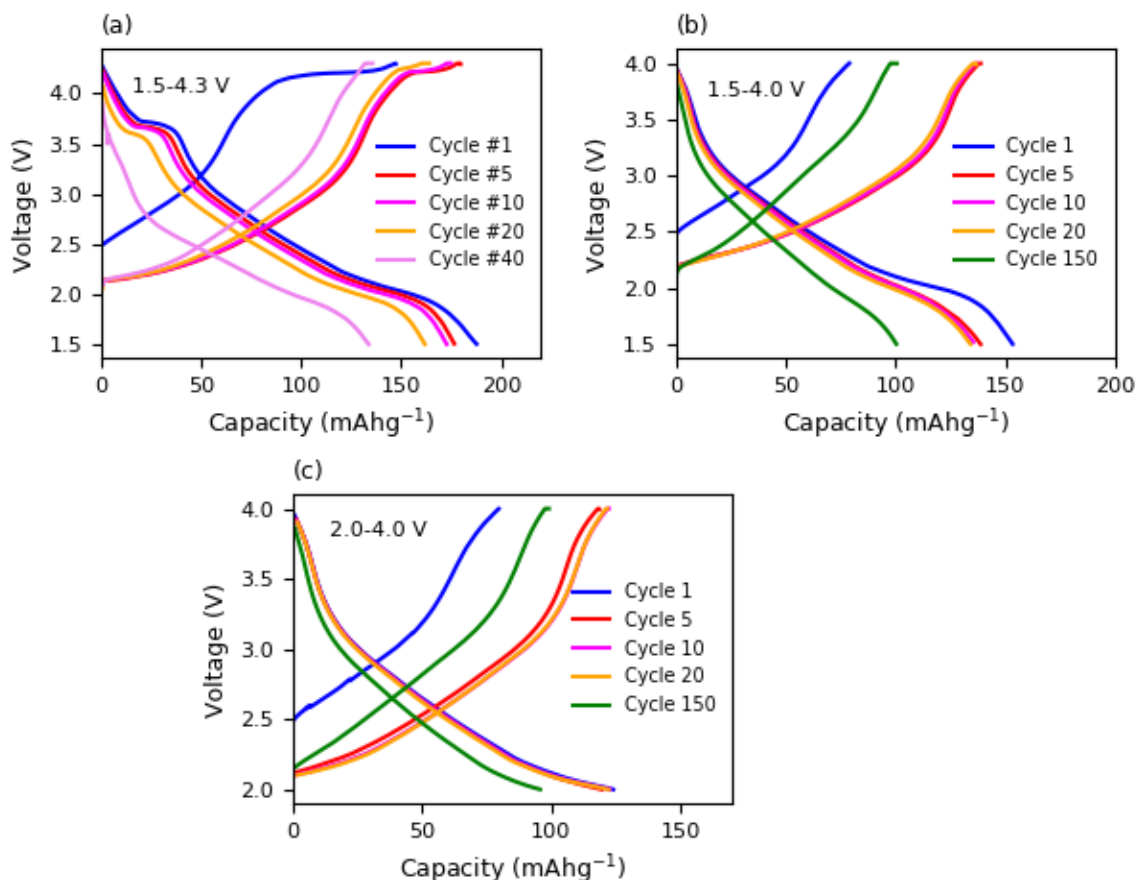 (a)
1.5-4.3 V
Cycle #1
Cycle #5
Cycle #10
Cycle #20
Cycle #40
Voltage (V)
4.0
3.5
3.0
2.5
2.0
1.5
0
50
100
150
200
Capacity (mAhg⁻¹)
(b)
1.5-4.0 V
Cycle 1
Cycle 5
Cycle 10
Cycle 20
Cycle 150
Voltage (V)
4.0
3.5
3.0
2.5
2.0
1.5
0
50
100
150
200
Capacity (mAhg⁻¹)
(c)
2.0-4.0 V
Cycle 1
Cycle 5
Cycle 10
Cycle 20
Cycle 150
Voltage (V)
4.0
3.5
3.0
2.5
2.0
0
50
100
150
Capacity (mAhg⁻¹)